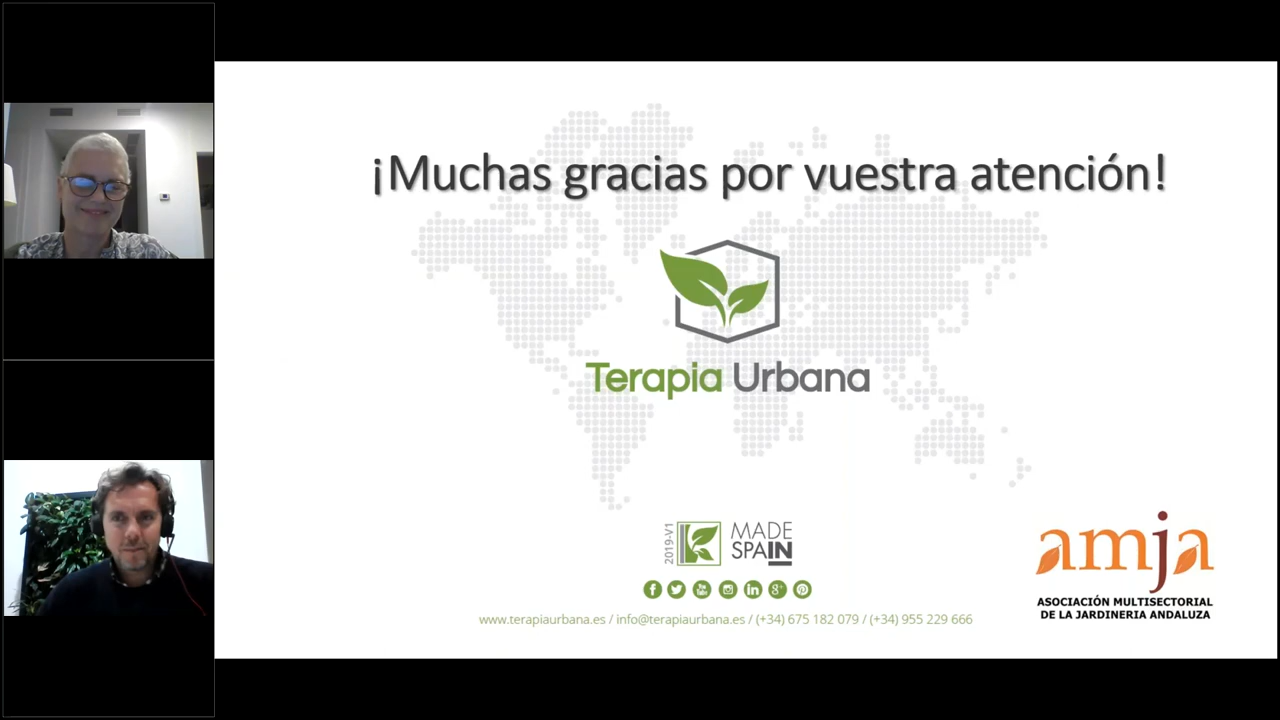 ¡Muchas gracias por vuestra atención!
Terapia Urbana
2019-V1
MADE
SPAIN
www.terapiaurbana.es / info@terapiaurbana.es / (+34) 675 182 079 / (+34) 955 229 666
amja
ASOCIACIÓN MULTISECTORIAL
DE LA JARDINERIA ANDALUZA